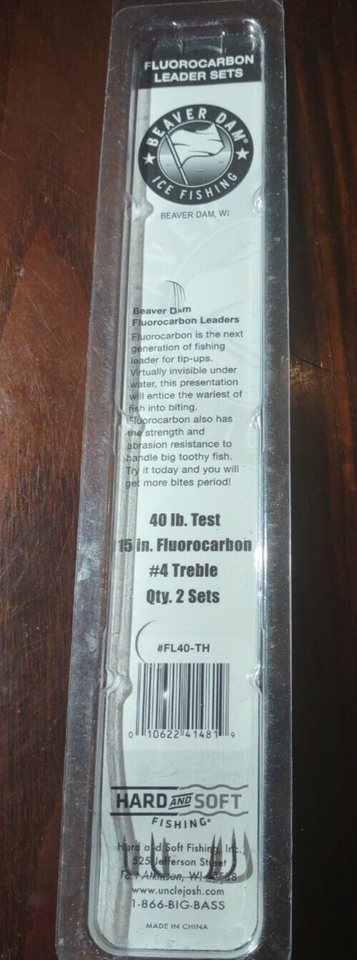 FLUOROCARBON
LEADER SETS
BEAVER DAM®
ICE FISHING
BEAVER DAM, WI
Beaver Dam
Fluorocarbon Leaders
Fluorocarbon is the next
generation of fishing
leader for tip-ups.
Virtually invisible under
water, this presentation
will entice the wariest of
fish into biting.
Fluorocarbon also has
the strength and
abrasion resistance to
handle big toothy fish.
Try it today and you will
get more bites period!
40 lb. Test
15 in. Fluorocarbon
#4 Treble
Qty. 2 Sets
#FL40-TH
0 10622 41481 9
HARD AND SOFT
FISHING®
Hard and Soft Fishing, Inc.
525 Jefferson Street
Fort Atkinson, WI 53538
www.unclejosh.com
1-866-BIG-BASS
MADE IN CHINA